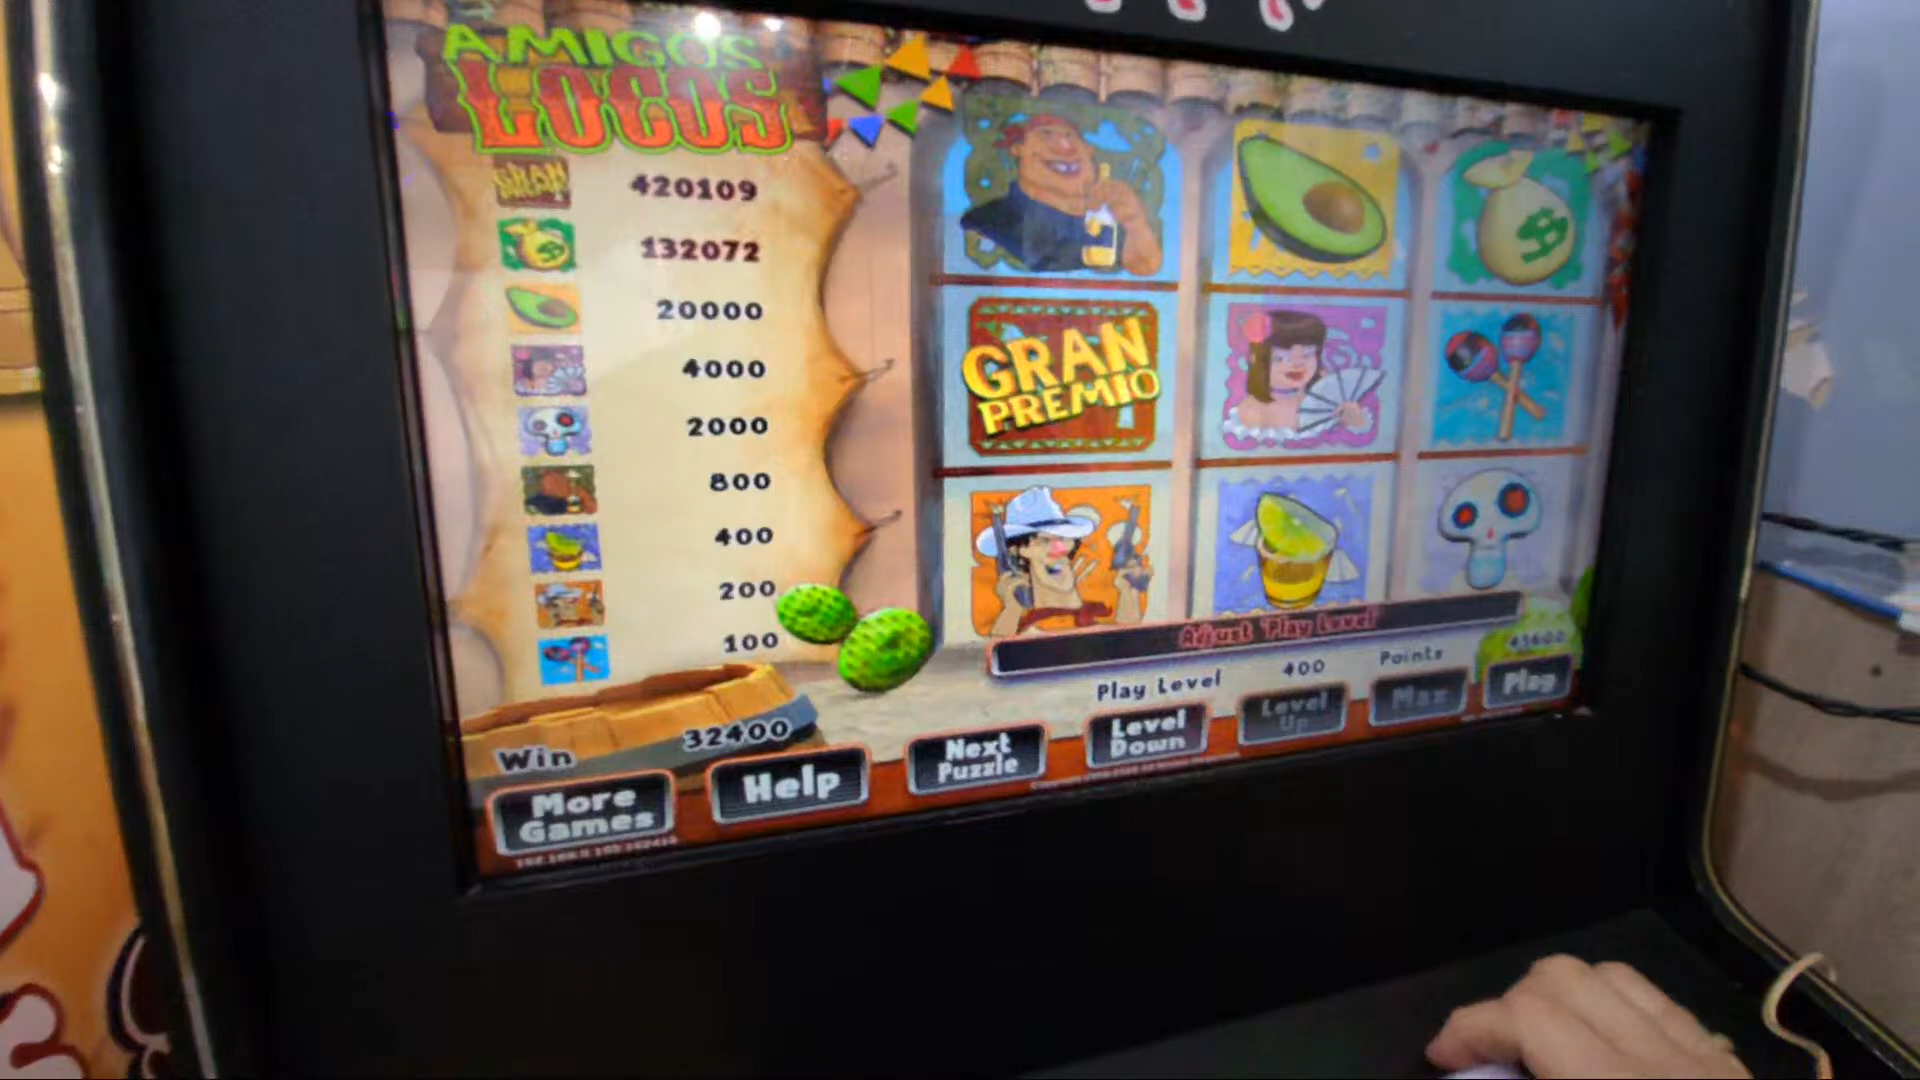 AMIGOS
LOCOS
420109
132072
20000
4000
2000
800
400
200
100
GRAN
PREMIO
$
Adjust Play Level
Play Level 400 Points
Win 32400
More
Games
Help
Next
Puzzle
Level
Down
Level
Up
Max
Play